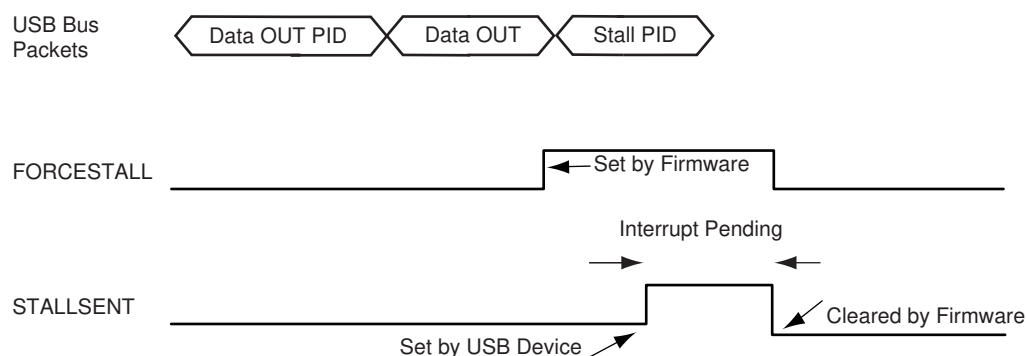 USB Bus
Packets
Data OUT PID
Data OUT
Stall PID
FORCESTALL
Set by Firmware
Interrupt Pending
STALLSENT
Cleared by Firmware
Set by USB Device